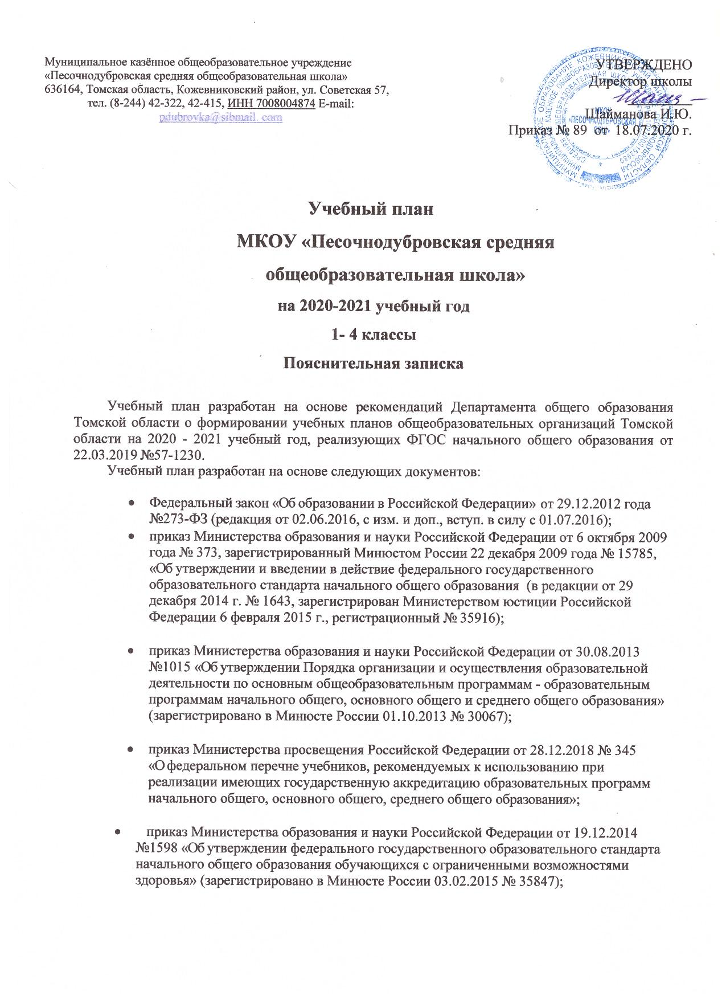 Муниципальное казённое общеобразовательное учреждение
«Песочнодубровская средняя общеобразовательная школа»
636164, Томская область, Кожевниковский район, ул. Советская 57,
тел. (8-244) 42-322, 42-415, ИНН 7008004874 E-mail:
pdubrovka@sibmail. com
УТВЕРЖДЕНО
Директор школы
Шайманова И.Ю.
Приказ № 89 от 18.07.2020 г.
МКОУ
«ПЕСОЧНОДУБРОВСКАЯ
СОШ»
Учебный план
МКОУ «Песочнодубровская средняя
общеобразовательная школа»
на 2020-2021 учебный год
1- 4 классы
Пояснительная записка
Учебный план разработан на основе рекомендаций Департамента общего образования
Томской области о формировании учебных планов общеобразовательных организаций Томской
области на 2020 - 2021 учебный год, реализующих ФГОС начального общего образования от
22.03.2019 №57-1230.
Учебный план разработан на основе следующих документов:
• Федеральный закон «Об образовании в Российской Федерации» от 29.12.2012 года
№273-ФЗ (редакция от 02.06.2016, с изм. и доп., вступ. в силу с 01.07.2016);
• приказ Министерства образования и науки Российской Федерации от 6 октября 2009
года № 373, зарегистрированный Минюстом России 22 декабря 2009 года № 15785,
«Об утверждении и введении в действие федерального государственного
образовательного стандарта начального общего образования (в редакции от 29
декабря 2014 г. № 1643, зарегистрирован Министерством юстиции Российской
Федерации 6 февраля 2015 г., регистрационный № 35916);
• приказ Министерства образования и науки Российской Федерации от 30.08.2013
№1015 «Об утверждении Порядка организации и осуществления образовательной
деятельности по основным общеобразовательным программам - образовательным
программам начального общего, основного общего и среднего общего образования»
(зарегистрировано в Минюсте России 01.10.2013 № 30067);
• приказ Министерства просвещения Российской Федерации от 28.12.2018 № 345
«О федеральном перечне учебников, рекомендуемых к использованию при
реализации имеющих государственную аккредитацию образовательных программ
начального общего, основного общего, среднего общего образования»;
• приказ Министерства образования и науки Российской Федерации от 19.12.2014
№1598 «Об утверждении федерального государственного образовательного стандарта
начального общего образования обучающихся с ограниченными возможностями
здоровья» (зарегистрировано в Минюсте России 03.02.2015 № 35847);